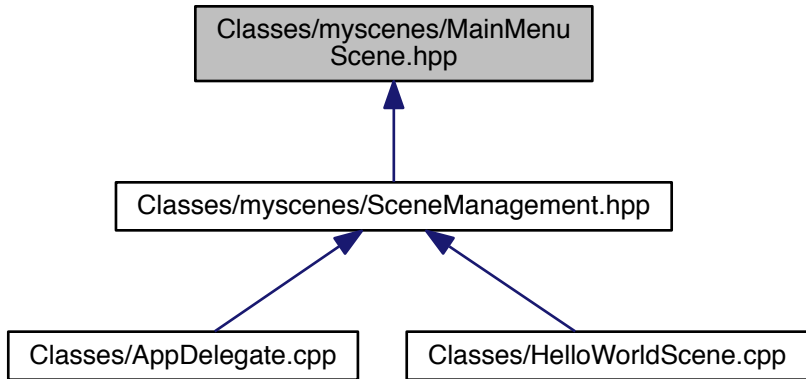 Classes/myscenes/MainMenu
Scene.hpp
Classes/myscenes/SceneManagement.hpp
Classes/AppDelegate.cpp
Classes/HelloWorldScene.cpp